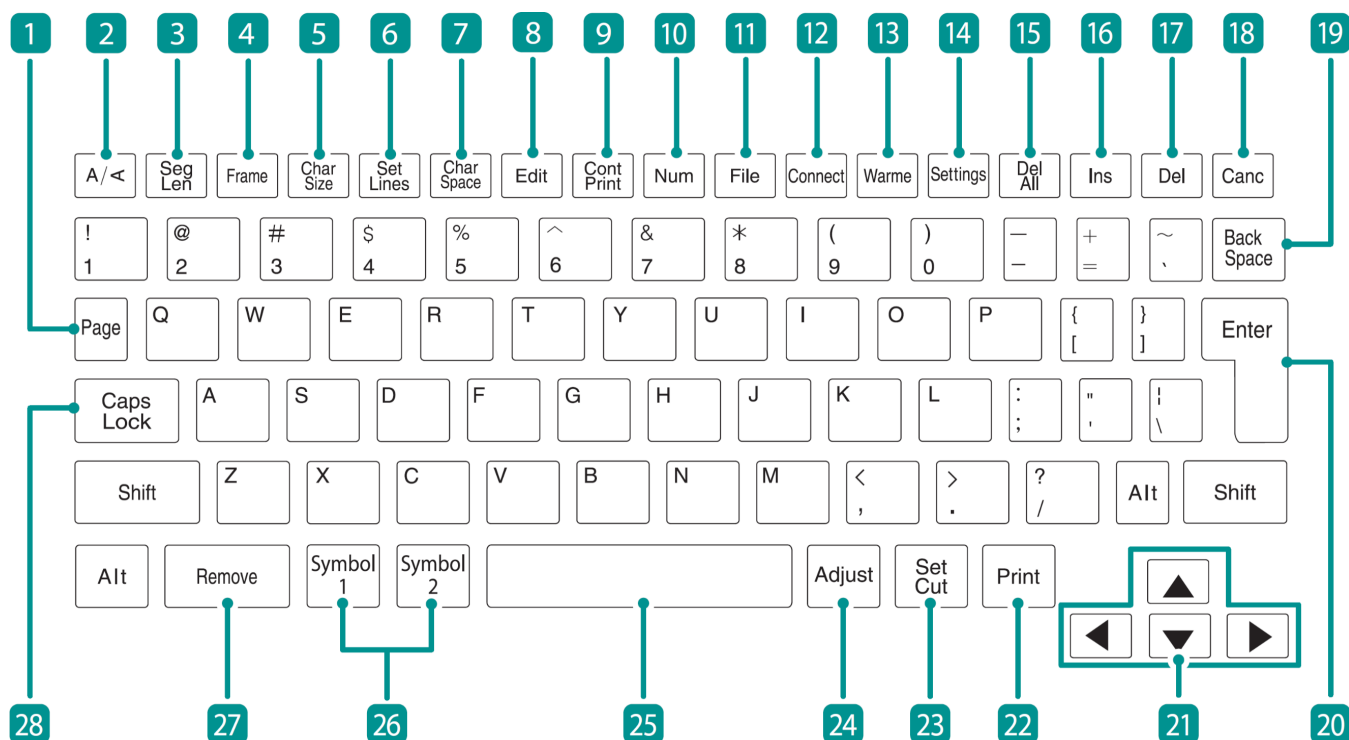 1 2 3 4 5 6 7 8 9 10 11 12 13 14 15 16 17 18 19
A/A Seg Len Frame Char Size Set Lines Char Space Edit Cont Print Num File Connect Warme Settings Del All Ins Del Canc
! @ # $ % ^ & * ( ) — + ~
1 2 3 4 5 6 7 8 9 0 – = ` Back Space
Page Q W E R T Y U I O P { [ } ] Enter
Caps Lock A S D F G H J K L : ; " ' ¦ \
Shift Z X C V B N M < , > . ? / Alt Shift
Alt Remove Symbol 1 Symbol 2 Adjust Set Cut Print
28 27 26 25 24 23 22 21 20